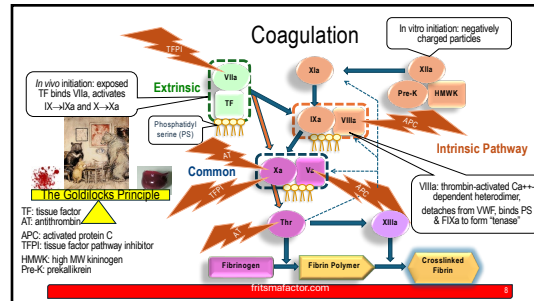 Coagulation
In vitro initiation: negatively
charged particles
TFPI
VIIa
TF
Extrinsic
In vivo initiation: exposed
TF binds VIIa, activates
IX→IXa and X→Xa
XIa
XIIa
Pre-K
HMWK
Phosphatidyl
serine (PS)
IXa
VIIIa
APC
Intrinsic Pathway
AT
Common
Xa
Va
TFPI
APC
VIIIa: thrombin-activated Ca++-
dependent heterodimer,
detaches from VWF, binds PS
& FIXa to form “tenase”
The Goldilocks Principle
TF: tissue factor
AT: antithrombin
APC: activated protein C
TFPI: tissue factor pathway inhibitor
HMWK: high MW kininogen
Pre-K: prekallikrein
AT
Thr
XIIIa
Fibrinogen
Fibrin Polymer
Crosslinked
Fibrin
fritsmafactor.com
8